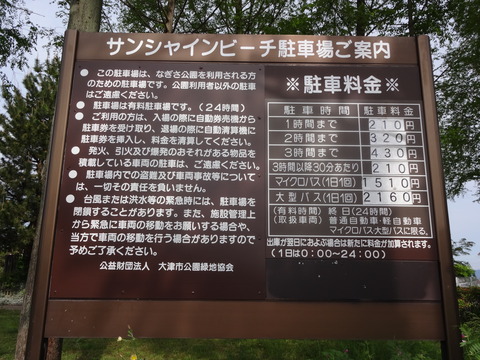 サンシャインビーチ駐車場ご案内
● この駐車場は、なぎさ公園を利用される方
のための駐車場です。公園利用者以外の駐車
はご遠慮ください。
● 駐車場は有料駐車場です。（24時間）
● ご利用の方は、入場の際に自動券売機から
駐車券を受け取り、退場の際に自動清算機に
駐車券を挿入し、料金を清算してください。
● 発火、引火及び爆発のおそれがある物品を
積載している車両の駐車は、ご遠慮ください。
● 駐車場内での盗難及び車両事故等について
は、一切その責任を負いません。
● 台風または洪水等の緊急時には、駐車場を
閉鎖することがあります。また、施設管理上
から緊急に車両の移動をお願いする場合や、
当方で車両の移動を行う場合がありますので
予めご了承ください。
公益財団法人 大津市公園緑地協会
※駐車料金※
駐車時間 駐車料金
1時間まで 210円
2時間まで 320円
3時間まで 430円
3時間以降30分あたり 210円
マイクロバス(1日1回) 1510円
大型バス(1日1回) 2160円
（有料時間） 終日（24時間）
（取扱車両） 普通自動車・軽自動車
マイクロバス大型バスに限る。
出庫が翌日におよぶ場合は新たに料金が加算されます。
（1日は0：00～24：00）